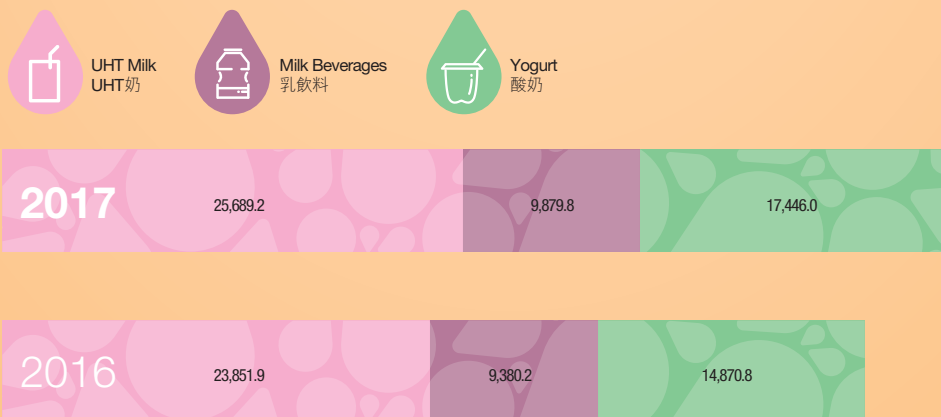 UHT Milk
UHT奶
Milk Beverages
乳飲料
Yogurt
酸奶
2017
25,689.2
9,879.8
17,446.0
2016
23,851.9
9,380.2
14,870.8